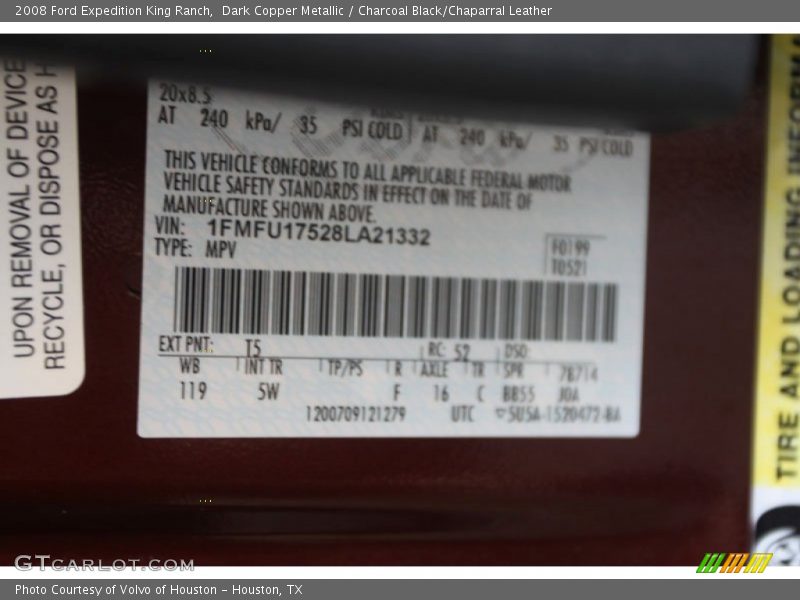 2008 Ford Expedition King Ranch,  Dark Copper Metallic / Charcoal Black/Chaparral Leather
UPON REMOVAL OF DEVICE
RECYCLE, OR DISPOSE AS H
20x8.5
AT 240 kPa/ 35 PSI COLD AT 240 kPa/ 35 PSI COLD
THIS VEHICLE CONFORMS TO ALL APPLICABLE FEDERAL MOTOR
VEHICLE SAFETY STANDARDS IN EFFECT ON THE DATE OF
MANUFACTURE SHOWN ABOVE.
VIN: 1FMFU17528LA21332
TYPE: MPV
F0199
T0521
EXT PNT: T5 RC: 52 DSO:
WB INT TR TP/PS R AXLE TR SPR 7B714
119 5W F 16 C BB55 JOA
1200709121279 UTC 5U5A-1520472-BA
TIRE AND LOADING INFORM
GTCARLOT.COM
Photo Courtesy of Volvo of Houston - Houston, TX